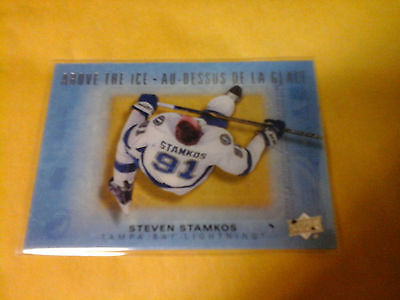 ABOVE THE ICE - AU-DESSUS DE LA GLACE
STAMKOS
91
STEVEN STAMKOS
TAMPA BAY LIGHTNING